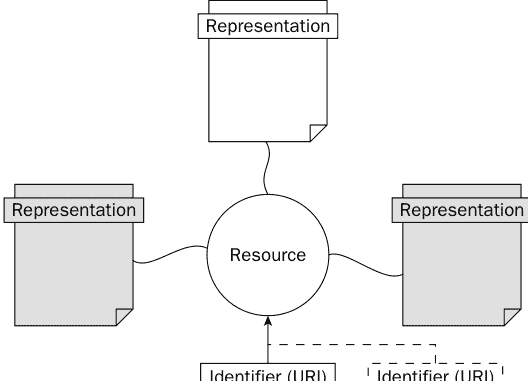 Representation
Representation
Representation
Resource
Identifier (URI)
Identifier (URI)